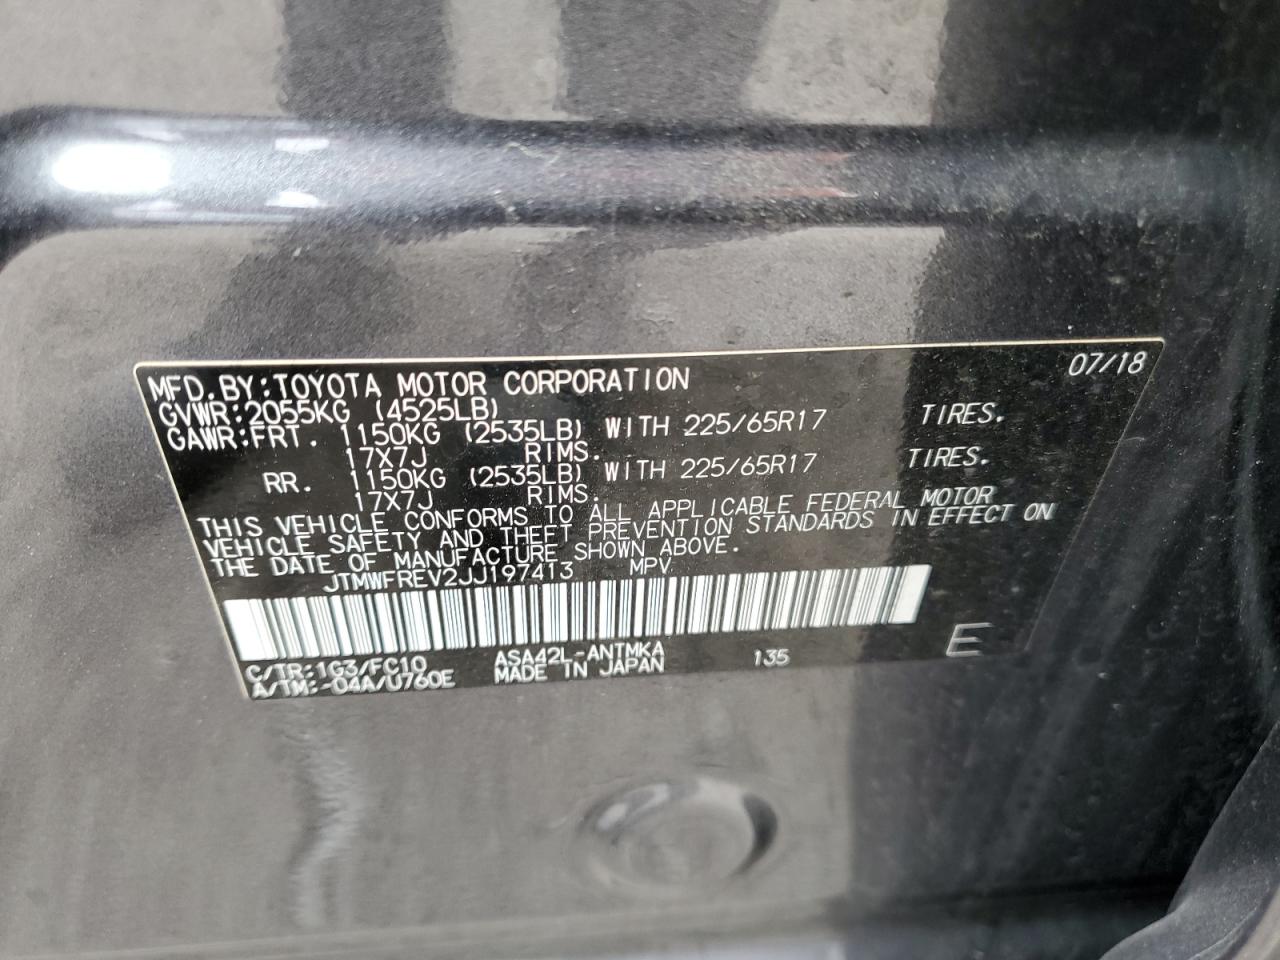 07/18
MFD. BY: TOYOTA MOTOR CORPORATION
GVWR: 2055KG (4525LB)
GAWR: FRT. 1150KG (2535LB) WITH 225/65R17 TIRES.
17X7J RIMS.
RR. 1150KG (2535LB) WITH 225/65R17 TIRES.
17X7J RIMS.
THIS VEHICLE CONFORMS TO ALL APPLICABLE FEDERAL MOTOR
VEHICLE SAFETY AND THEFT PREVENTION STANDARDS IN EFFECT ON
THE DATE OF MANUFACTURE SHOWN ABOVE.
JTMWFREV2JJ197413 MPV
C/TR:1G3/FC10 ASA42L-ANTMKA 135 E
A/TM:-04A/U760E MADE IN JAPAN